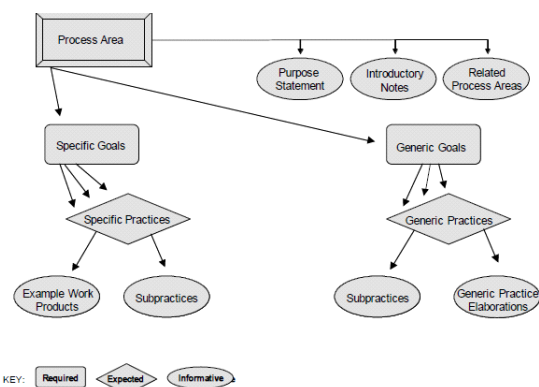 Process Area
Purpose
Statement
Introductory
Notes
Related
Process Areas
Specific Goals
Generic Goals
Specific Practices
Generic Practices
Example Work
Products
Subpractices
Subpractices
Generic Practice
Elaborations
KEY:
Required
Expected
Informative